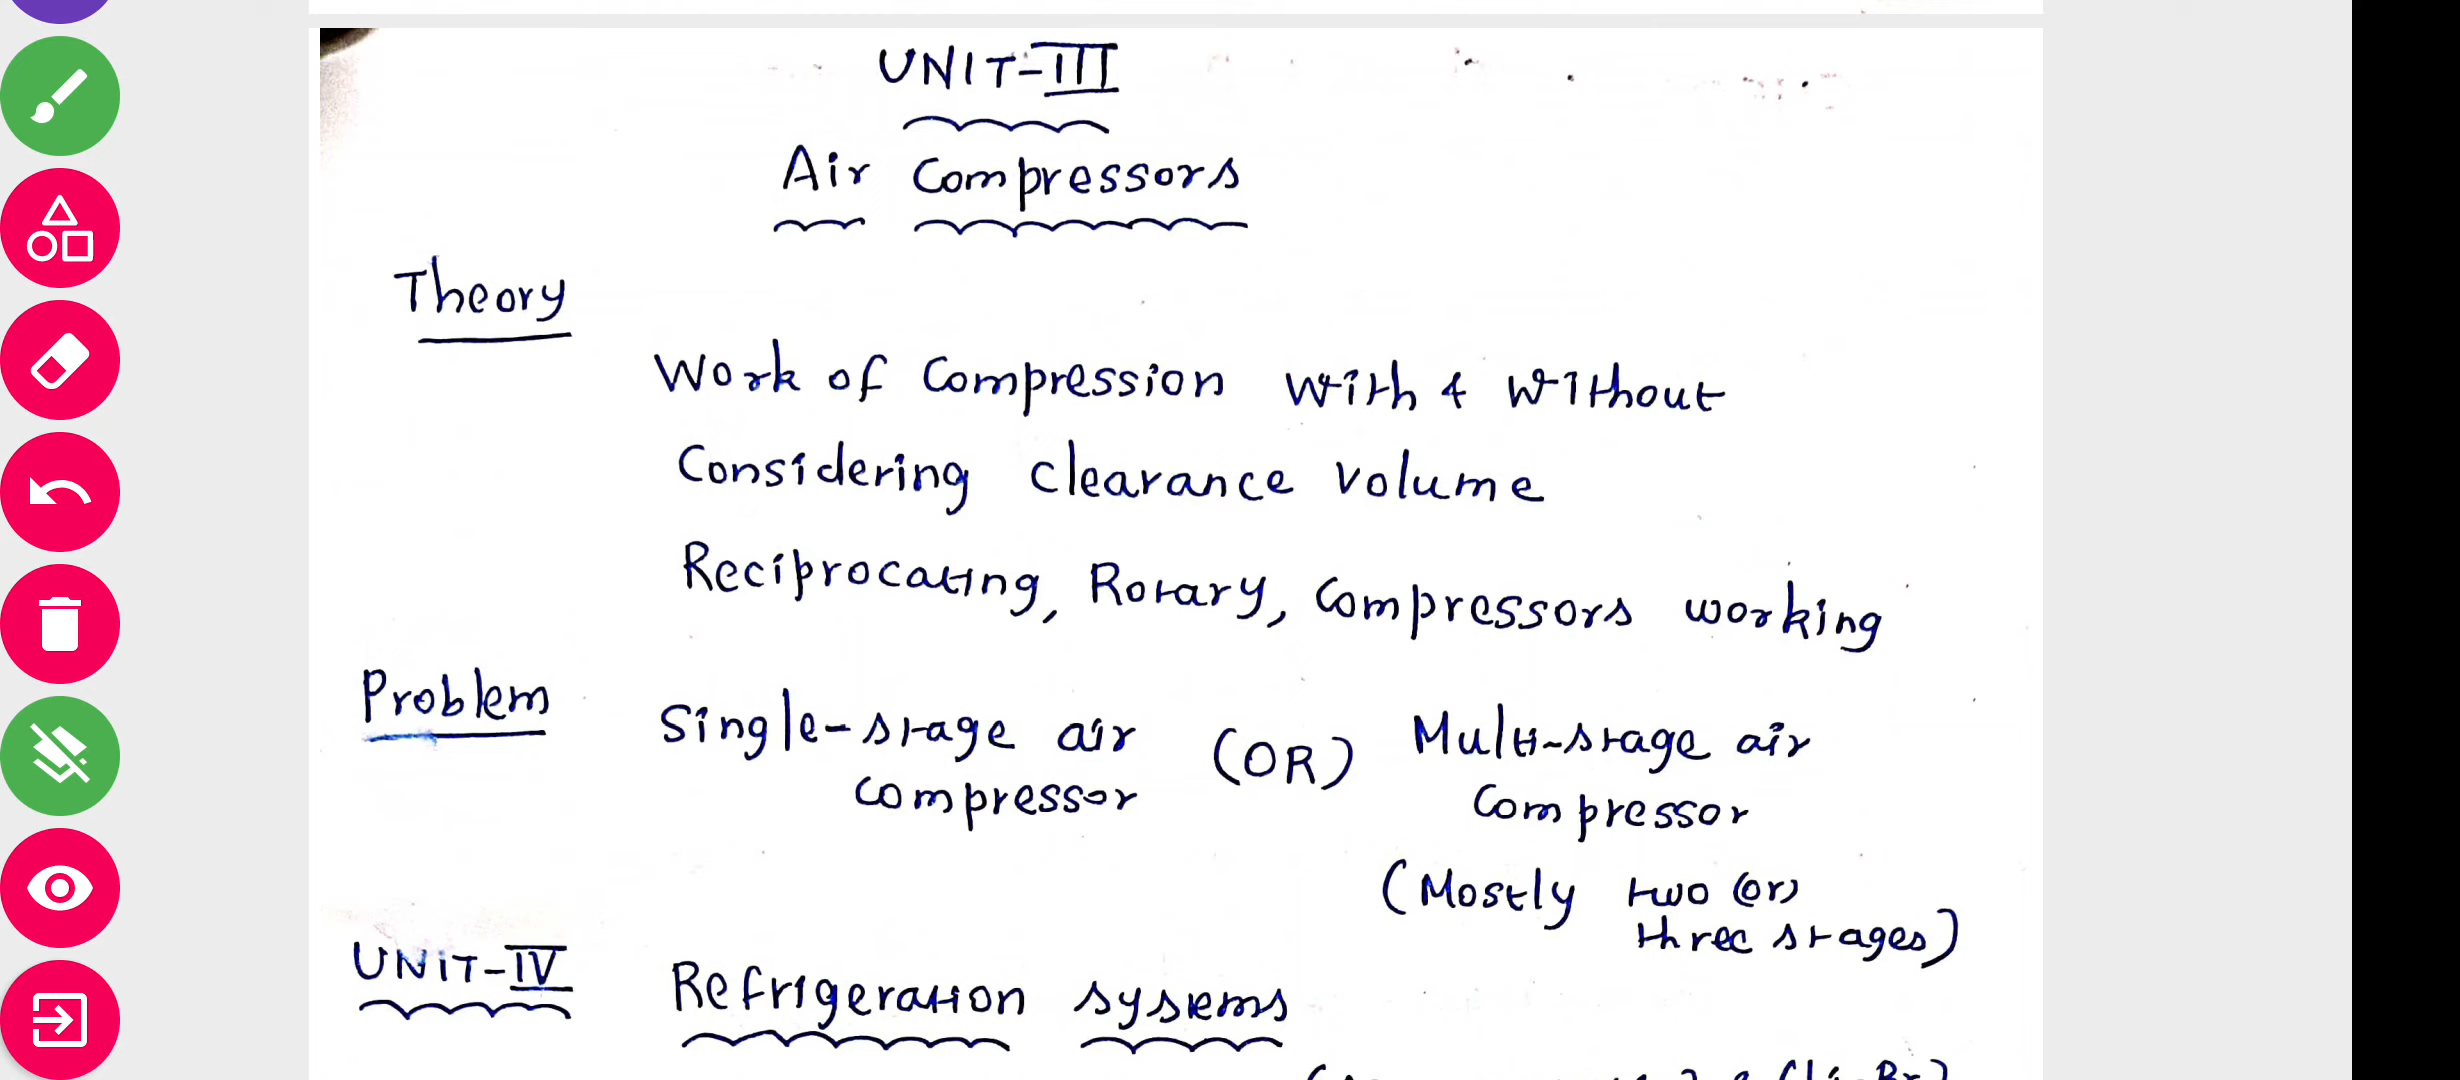 UNIT-III
Air Compressors
Theory
Work of Compression with & without
Considering clearance volume
Reciprocating, Rotary, Compressors working
Problem Single-stage air (OR) Multi-stage air
compressor Compressor
(Mostly two (or)
three stages)
UNIT-IV Refrigeration systems